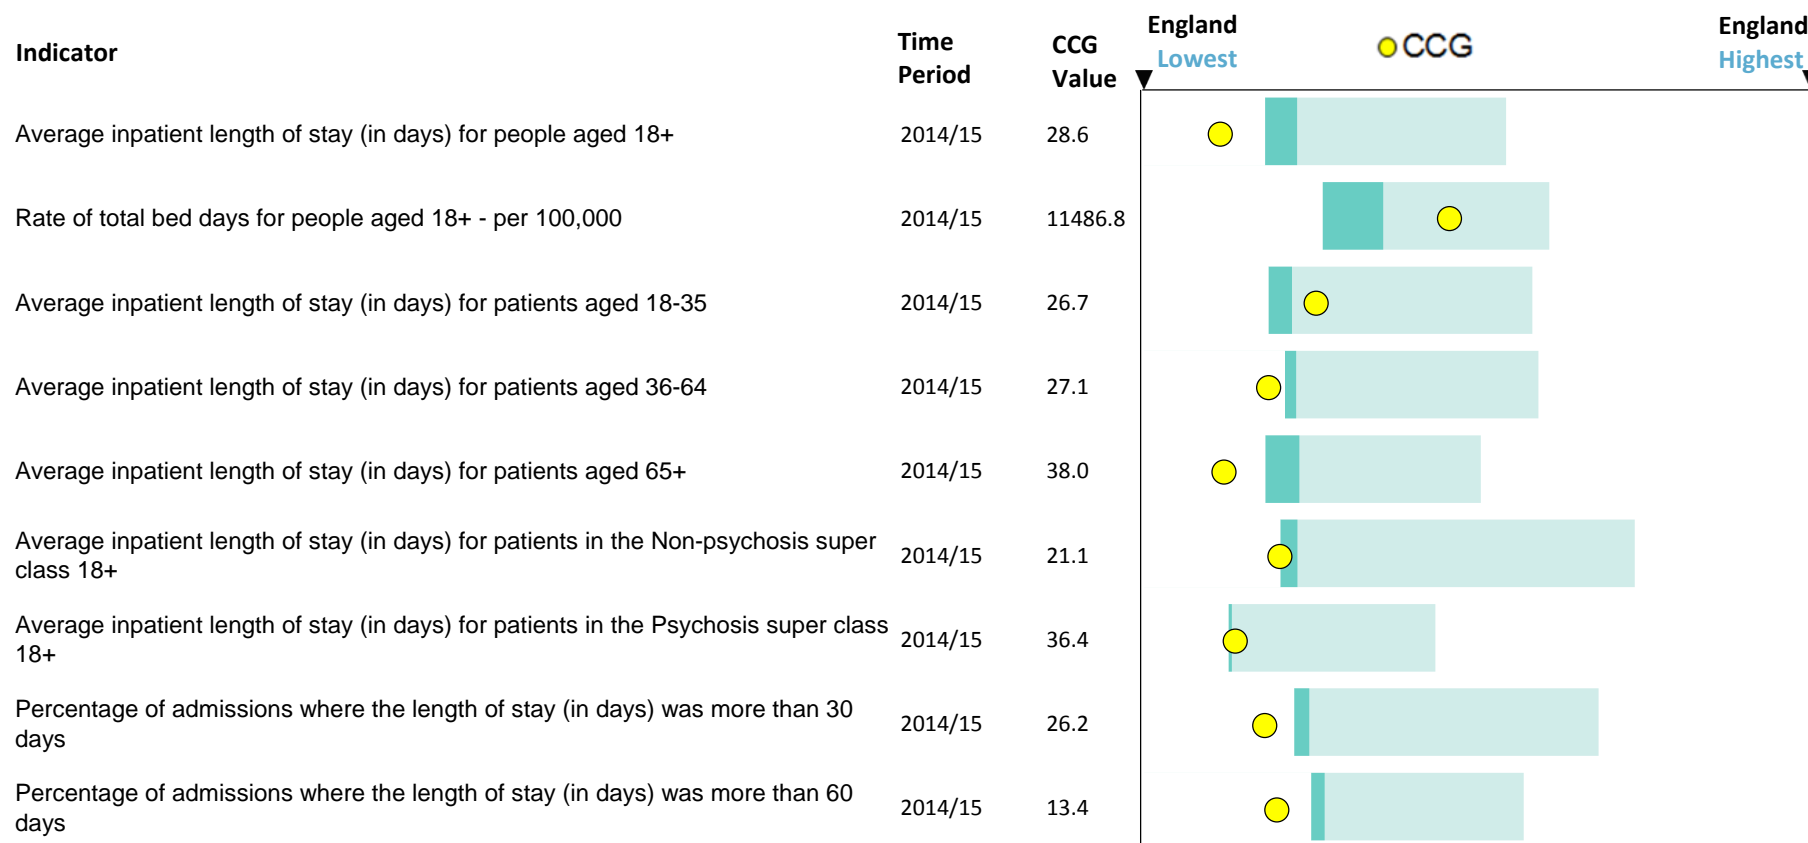 Indicator
Time
Period
CCG
Value
England
Lowest
CCG
England
Highest
Average inpatient length of stay (in days) for people aged 18+ 2014/15 28.6
Rate of total bed days for people aged 18+ - per 100,000 2014/15 11486.8
Average inpatient length of stay (in days) for patients aged 18-35 2014/15 26.7
Average inpatient length of stay (in days) for patients aged 36-64 2014/15 27.1
Average inpatient length of stay (in days) for patients aged 65+ 2014/15 38.0
Average inpatient length of stay (in days) for patients in the Non-psychosis super
class 18+
2014/15 21.1
Average inpatient length of stay (in days) for patients in the Psychosis super class
18+
2014/15 36.4
Percentage of admissions where the length of stay (in days) was more than 30
days
2014/15 26.2
Percentage of admissions where the length of stay (in days) was more than 60
days
2014/15 13.4